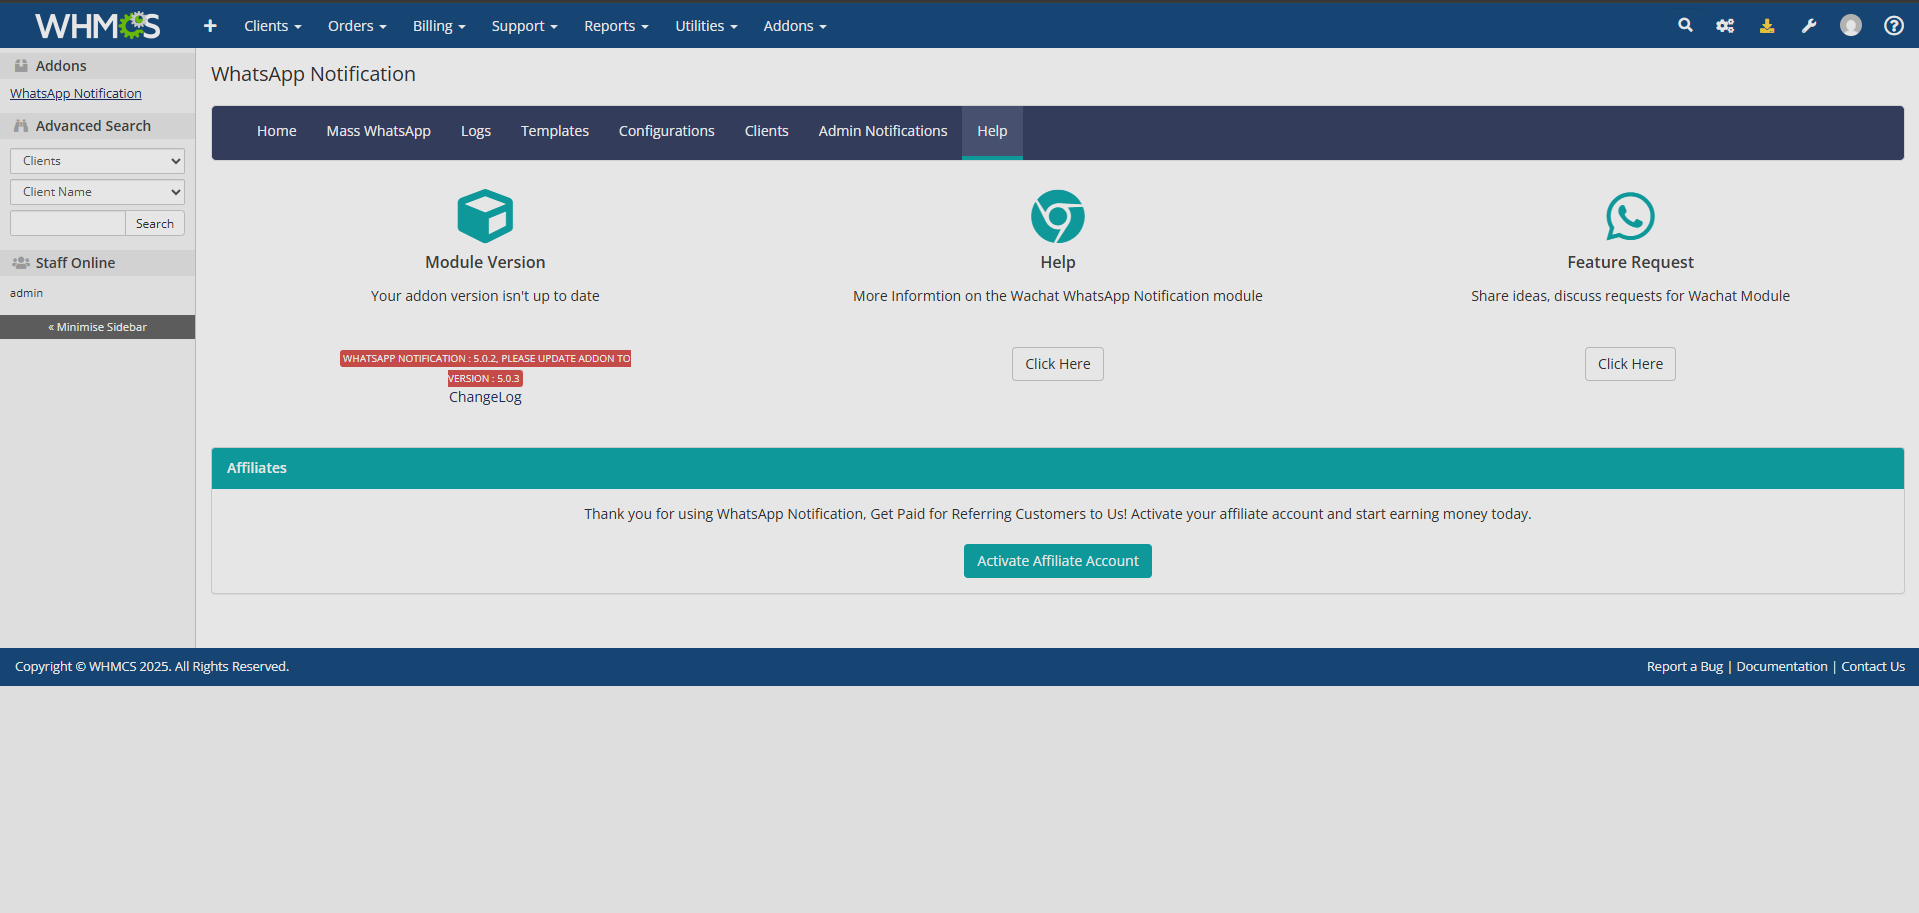 WHMCS
Clients
Orders
Billing
Support
Reports
Utilities
Addons
Addons
WhatsApp Notification
Advanced Search
Clients
Client Name
Search
Staff Online
admin
« Minimise Sidebar
WhatsApp Notification
Home
Mass WhatsApp
Logs
Templates
Configurations
Clients
Admin Notifications
Help
Module Version
Your addon version isn't up to date
WHATSAPP NOTIFICATION : 5.0.2, PLEASE UPDATE ADDON TO
VERSION : 5.0.3
ChangeLog
Help
More Informtion on the Wachat WhatsApp Notification module
Click Here
Feature Request
Share ideas, discuss requests for Wachat Module
Click Here
Affiliates
Thank you for using WhatsApp Notification, Get Paid for Referring Customers to Us! Activate your affiliate account and start earning money today.
Activate Affiliate Account
Copyright © WHMCS 2025. All Rights Reserved.
Report a Bug | Documentation | Contact Us